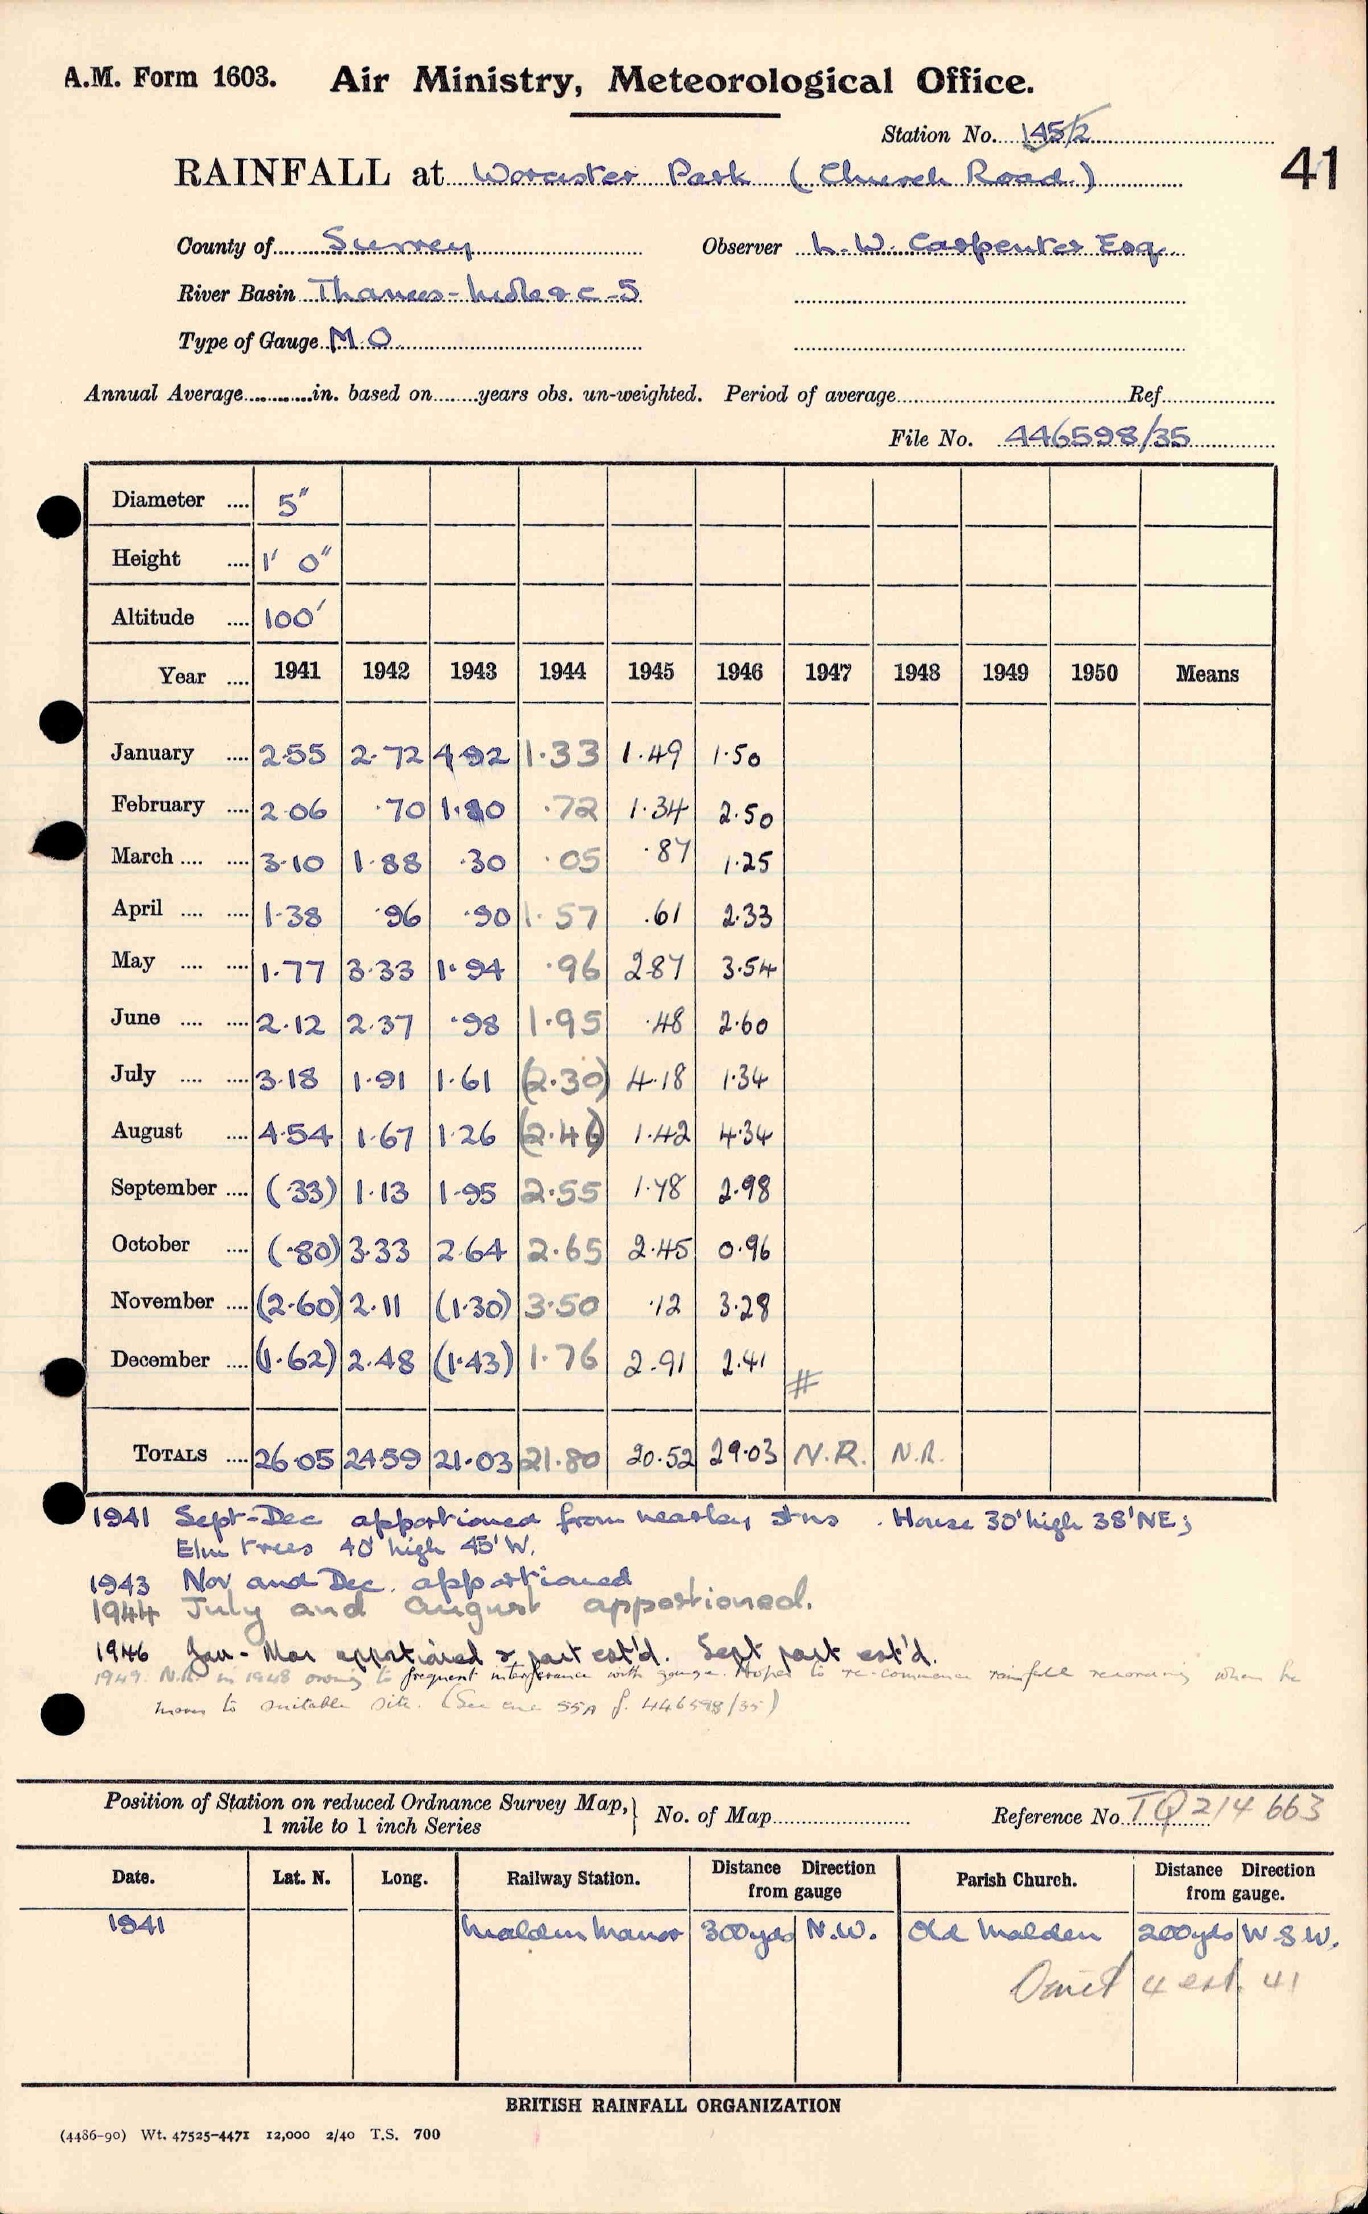 A.M. Form 1603. Air Ministry, Meteorological Office.
Station No. 145/2
41
RAINFALL at Worcester Park (Church Road.)
County of Surrey Observer L. W. Carpenter Esq.
River Basin Thames - 5
Type of Gauge M O
Annual Average in. based on years obs. un-weighted. Period of average Ref.
File No. 446598/35
Diameter 5"
Height 1' 0"
Altitude 100'
Year 1941 1942 1943 1944 1945 1946 1947 1948 1949 1950 Means
January 2.55 2.72 4.92 1.33 1.49 1.50
February 2.06 .70 1.80 .72 1.34 2.50
March 3.10 1.88 .30 .05 .87 1.25
April 1.38 .96 .90 1.57 .61 2.33
May 1.77 3.33 1.94 .96 2.87 3.54
June 2.12 2.37 .98 1.95 .48 2.60
July 3.18 1.91 1.61 (2.30) 4.18 1.34
August 4.54 1.67 1.26 (2.46) 1.42 4.34
September (.33) 1.13 1.95 2.55 1.78 2.98
October (.80) 3.33 2.64 2.65 2.45 0.96
November (2.60) 2.11 (1.30) 3.50 .12 3.28
December (1.62) 2.48 (1.43) 1.76 2.91 2.41 #
TOTALS 26.05 24.59 21.03 21.80 20.52 29.03 N.R. N.R.
1941 Sept-Dec apportioned from nearby stns. House 30' high 38' NE;
Elm trees 40' high 45' W.
1943 Nov and Dec. apportioned
1944 July and August apportioned.
1946 Jan - Mar apportioned & part est'd. Sept part est'd.
1949. N.R. in 1948 owing to frequent interference with gauge. Hopes to re-commence rainfall recording when he
moves to suitable site. (See enc 55A f. 446598/35)
Position of Station on reduced Ordnance Survey Map, 1 mile to 1 inch Series No. of Map Reference No. TQ 214 663
Date. Lat. N. Long. Railway Station. Distance Direction from gauge Parish Church. Distance Direction from gauge.
1941 Malden Manor 300yds N.W. Old Malden 200yds W.S.W.
Omit 4 est. 41
BRITISH RAINFALL ORGANIZATION
(4486-90) Wt. 47525-4471 12,000 2/40 T.S. 700